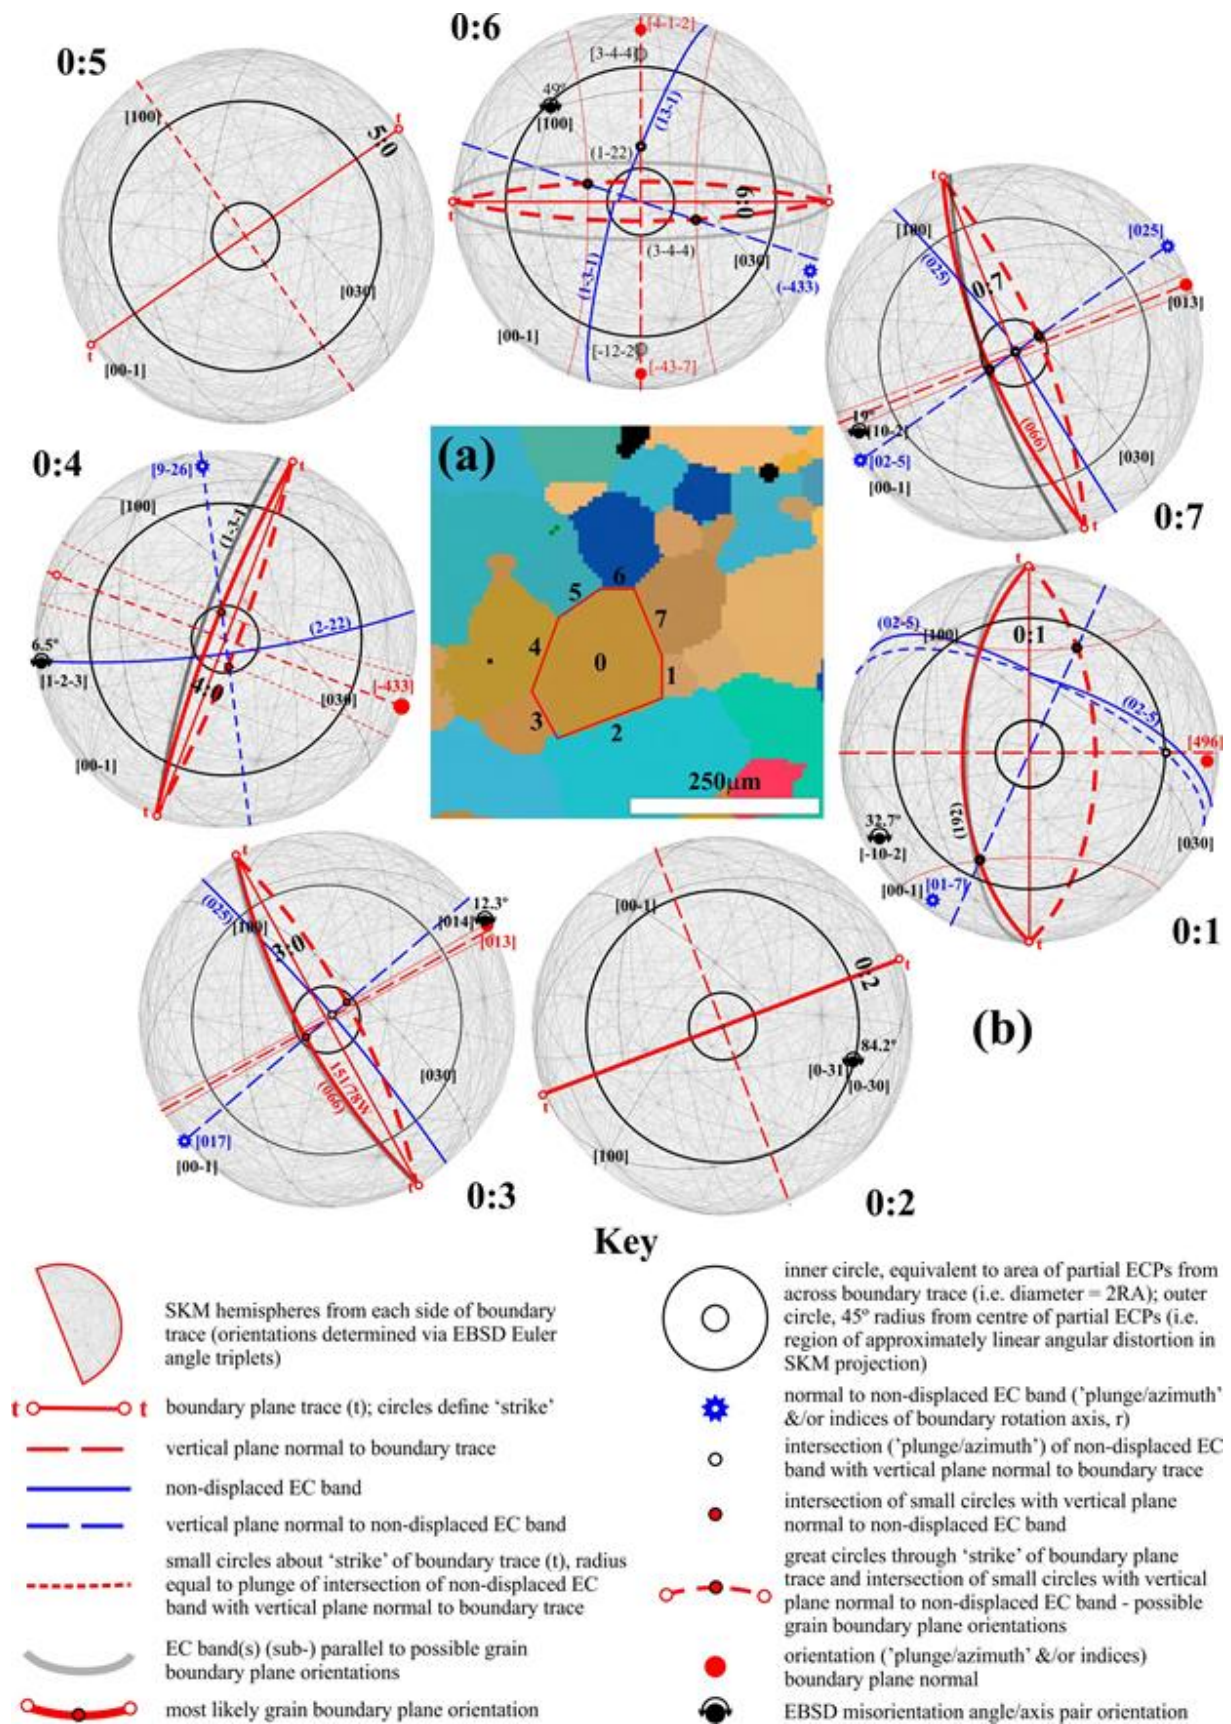 0:5
[100]
5:0
t
[030]
t
[00-1]
0:6
[4-1-2]
[3-4-4]
49º
[100]
(13-1)
(1-22)
t
t
0:6
(3-4-4)
[030]
(-433)
(1-3-1)
[00-1]
[-12-2]
[-43-7]
t
[100]
[025]
(025)
0:7
[013]
19º
[10-2]
(066)
[02-5]
[030]
[00-1]
t
0:7
0:4
[9-26]
t
[100]
(1-3-1)
(2-22)
6.5º
[1-2-3]
4:0
[030]
[-433]
[00-1]
t
(a)
6
5
7
4
0
1
3
2
250μm
t
(02-5)
[100]
0:1
(02-5)
[496]
32.7º
(192)
[-10-2]
[030]
[00-1]
[01-7]
t
0:1
t
(025)
[100]
3:0
12.3º
[014]
[013]
[030]
151/78W
(066)
[017]
[00-1]
t
0:3
[00-1]
0:2
t
84.2º
[0-31]
[0-30]
t
[100]
0:2
(b)
Key
SKM hemispheres from each side of boundary
trace (orientations determined via EBSD Euler
angle triplets)
t t boundary plane trace (t); circles define ‘strike’
vertical plane normal to boundary trace
non-displaced EC band
vertical plane normal to non-displaced EC band
small circles about ‘strike’ of boundary trace (t), radius
equal to plunge of intersection of non-displaced EC
band with vertical plane normal to boundary trace
EC band(s) (sub-) parallel to possible grain
boundary plane orientations
most likely grain boundary plane orientation
inner circle, equivalent to area of partial ECPs from
across boundary trace (i.e. diameter = 2RA); outer
circle, 45º radius from centre of partial ECPs (i.e.
region of approximately linear angular distortion in
SKM projection)
normal to non-displaced EC band (’plunge/azimuth’
&/or indices of boundary rotation axis, r)
intersection (’plunge/azimuth’) of non-displaced EC
band with vertical plane normal to boundary trace
intersection of small circles with vertical plane
normal to non-displaced EC band
great circles through ‘strike’ of boundary plane
trace and intersection of small circles with vertical
plane normal to non-displaced EC band - possible
grain boundary plane orientations
orientation (’plunge/azimuth’ &/or indices)
boundary plane normal
EBSD misorientation angle/axis pair orientation